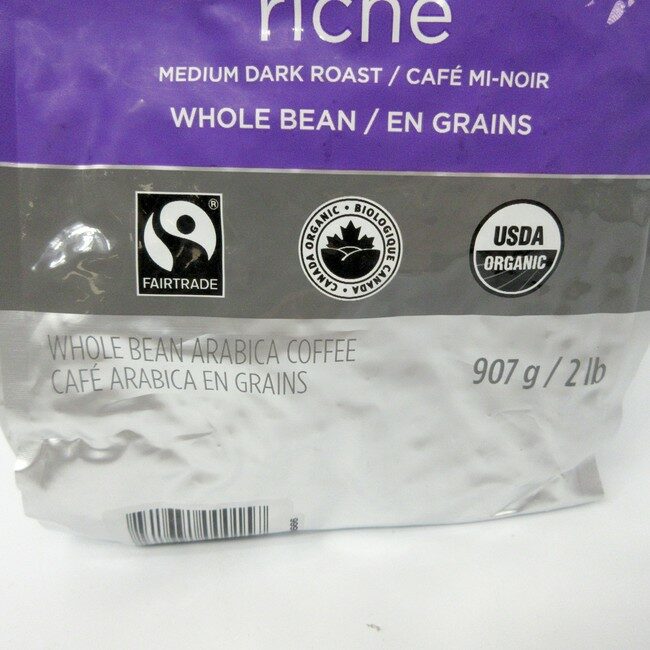 riche
MEDIUM DARK ROAST / CAFÉ MI-NOIR
WHOLE BEAN / EN GRAINS
®
FAIRTRADE
CANADA ORGANIC • BIOLOGIQUE CANADA •
USDA
ORGANIC
WHOLE BEAN ARABICA COFFEE
CAFÉ ARABICA EN GRAINS
907 g / 2 lb